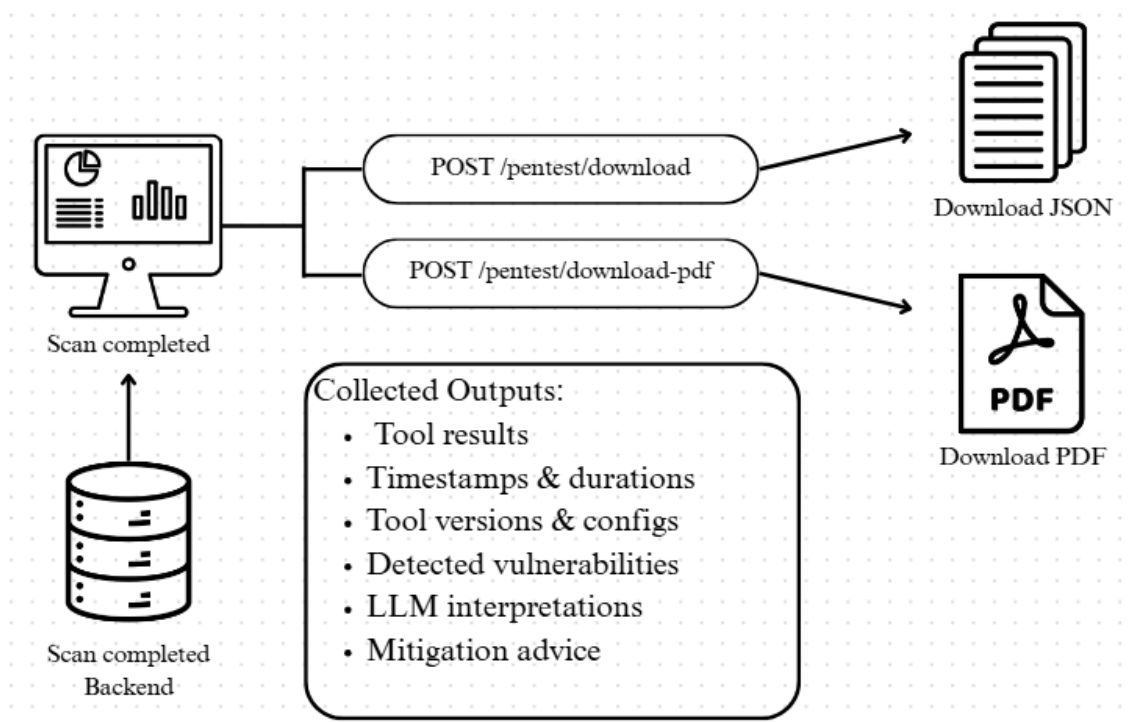 POST /pentest/download
Download JSON
POST /pentest/download-pdf
PDF
Download PDF
Scan completed
Collected Outputs:
• Tool results
• Timestamps & durations
• Tool versions & configs
• Detected vulnerabilities
• LLM interpretations
• Mitigation advice
Scan completed
Backend